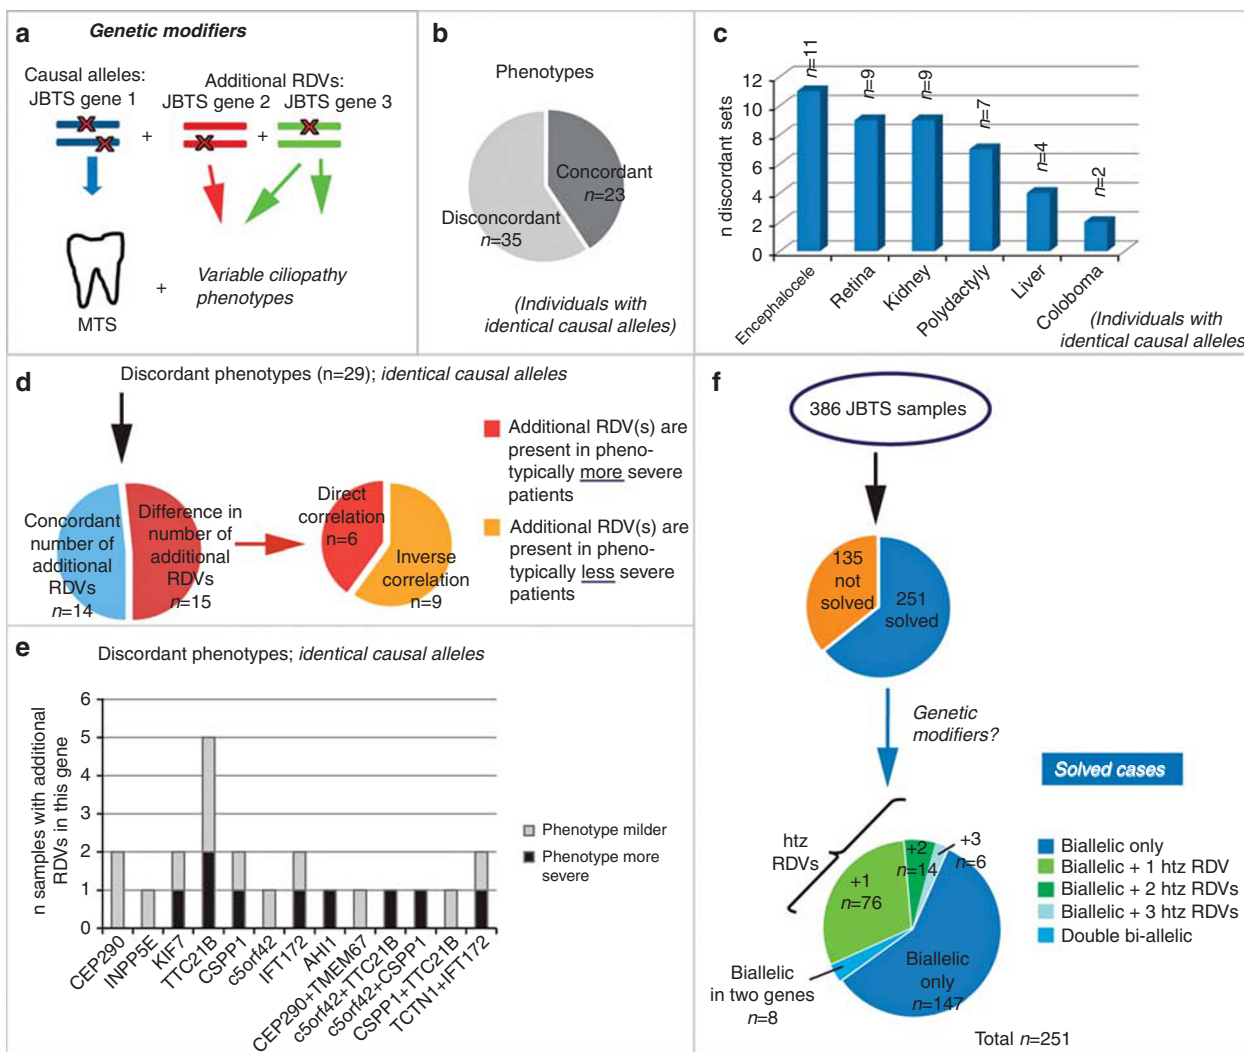 a
Genetic modifiers
Causal alleles:
JBTS gene 1
Additional RDVs:
JBTS gene 2 JBTS gene 3
+
+
+
MTS
Variable ciliopathy
phenotypes
b
Phenotypes
Concordant
n=23
Disconcordant
n=35
(Individuals with
identical causal alleles)
c
n discordant sets
12
10
8
6
4
2
0
n=11
n=9
n=9
n=7
n=4
n=2
Encephalocele
Retina
Kidney
Polydactyly
Liver
Coloboma
(Individuals with
identical causal alleles
d
Discordant phenotypes (n=29); identical causal alleles
Concordant
number of
additional
RDVs
n=14
Difference in
number of
additional
RDVs
n=15
Direct
correlation
n=6
Inverse
correlation
n=9
Additional RDV(s) are
present in pheno-
typically more severe
patients
Additional RDV(s) are
present in pheno-
typically less severe
patients
e
Discordant phenotypes; identical causal alleles
n samples with additional
RDVs in this gene
6
5
4
3
2
1
0
CEP290
INPP5E
KIF7
TTC21B
CSPP1
c5orf42
IFT172
AHI1
CEP290+TMEM67
c5orf42+TTC21B
c5orf42+CSPP1
CSPP1+TTC21B
TCTN1+IFT172
Phenotype milder
Phenotype more
severe
f
386 JBTS samples
135
not
solved
251
solved
Genetic
modifiers?
Solved cases
htz
RDVs
+1
n=76
+2
n=14
+3
n=6
Biallelic
only
n=147
Biallelic
in two genes
n=8
Biallelic only
Biallelic + 1 htz RDV
Biallelic + 2 htz RDVs
Biallelic + 3 htz RDVs
Double bi-allelic
Total n=251